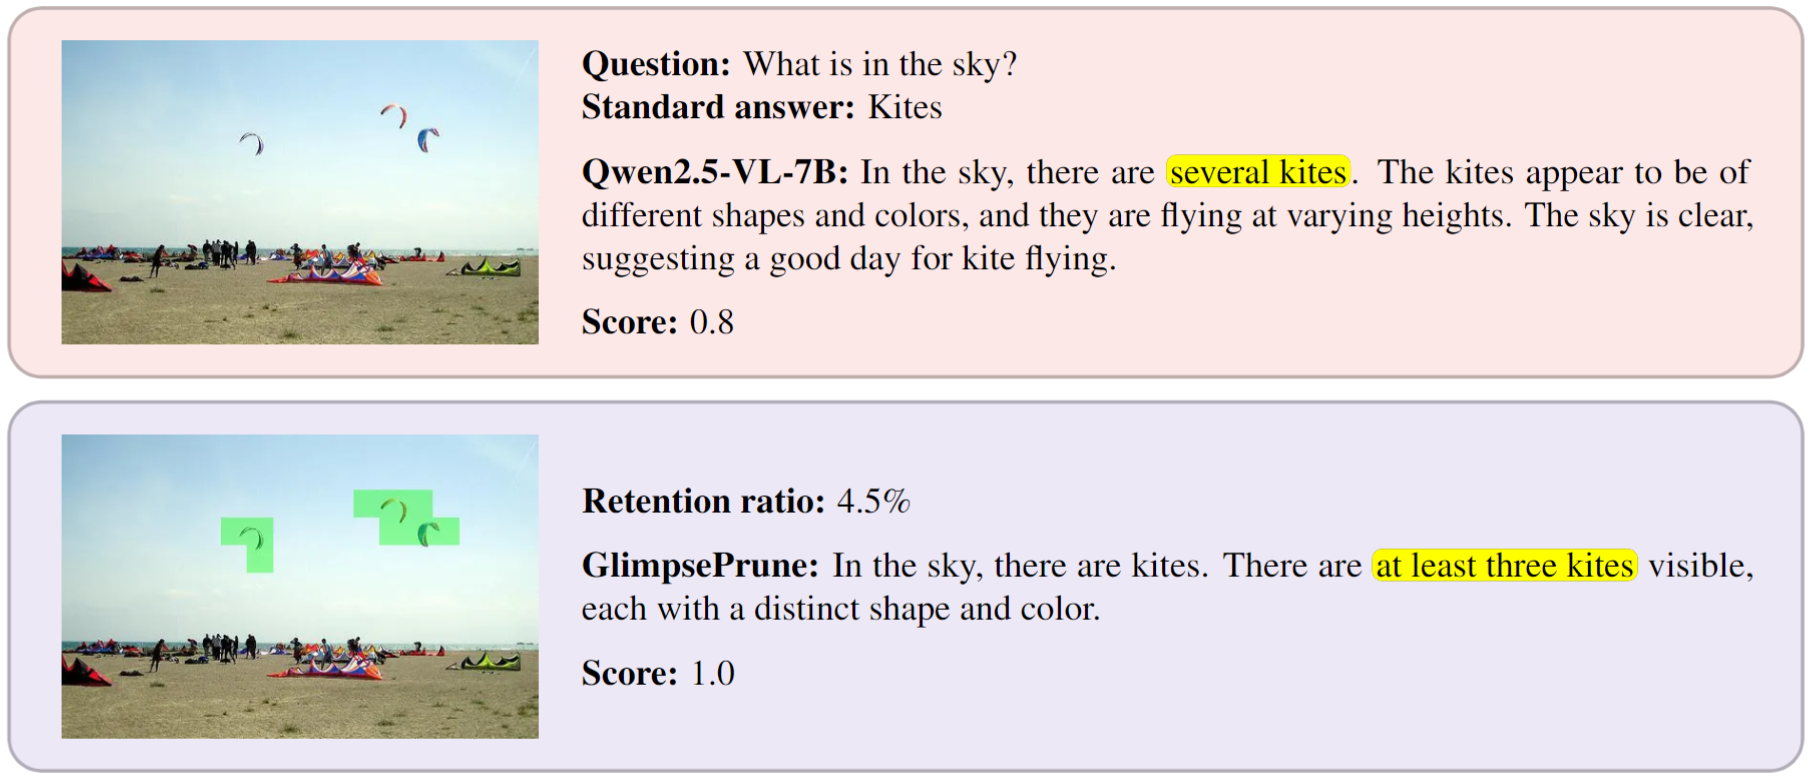 Question: What is in the sky?
Standard answer: Kites
Qwen2.5-VL-7B: In the sky, there are several kites. The kites appear to be of
different shapes and colors, and they are flying at varying heights. The sky is clear,
suggesting a good day for kite flying.
Score: 0.8
Retention ratio: 4.5%
GlimpsePrune: In the sky, there are kites. There are at least three kites visible,
each with a distinct shape and color.
Score: 1.0